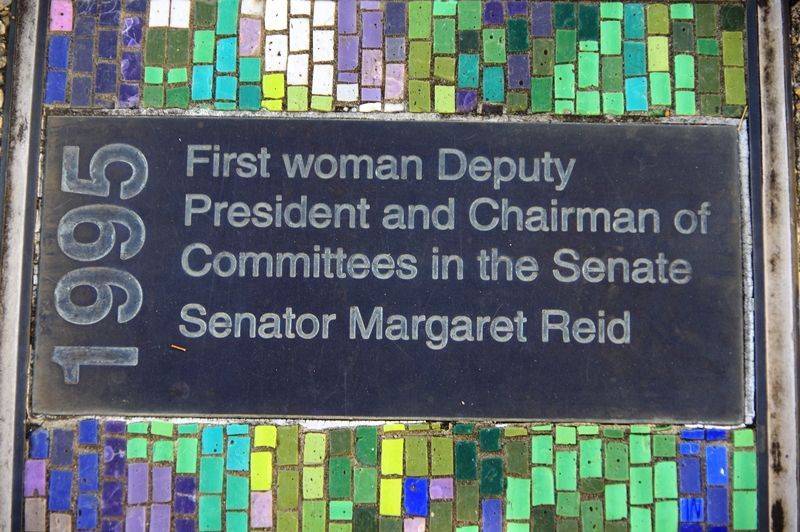 1995
First woman Deputy
President and Chairman of
Committees in the Senate
Senator Margaret Reid